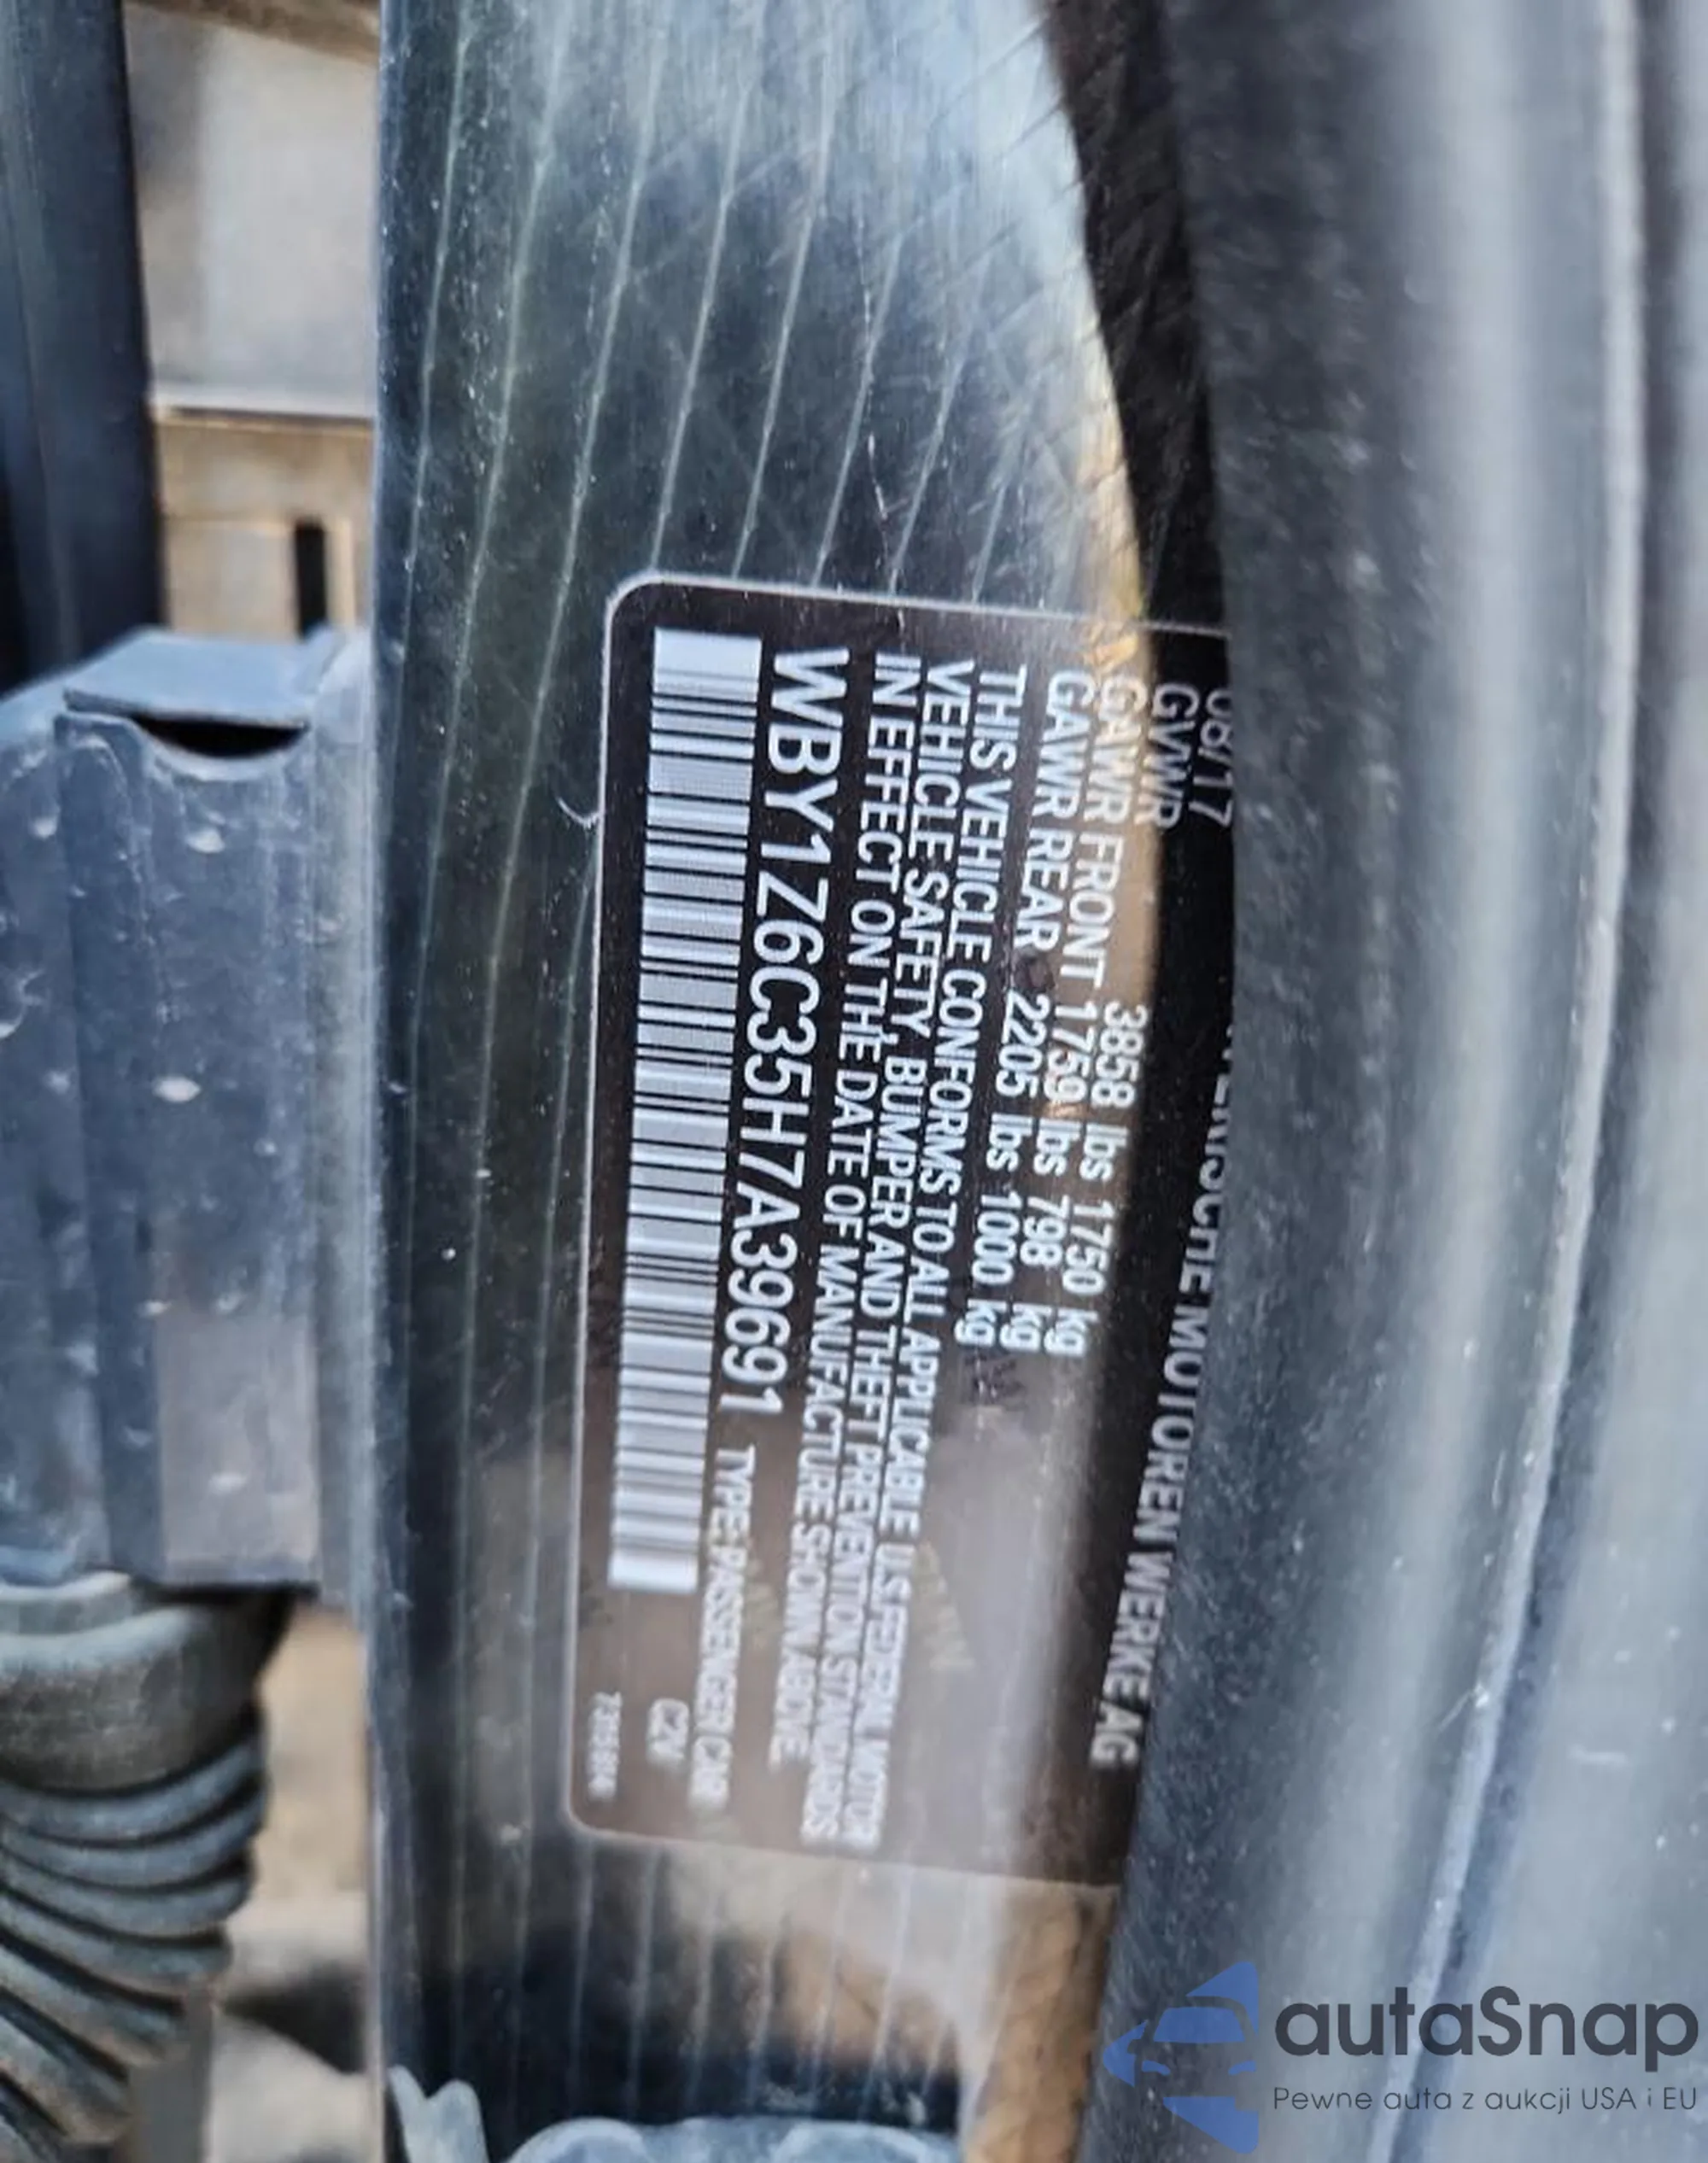 MOTOREN WERKE AG
08/17
GVWR 3858 lbs 1750 kg
GAWR FRONT 1759 lbs 798 kg
GAWR REAR 2205 lbs 1000 kg
THIS VEHICLE CONFORMS TO ALL APPLICABLE U.S.FEDERAL MOTOR
VEHICLE SAFETY, BUMPER AND THEFT PREVENTION STANDARDS
IN EFFECT ON THE DATE OF MANUFACTURE SHOWN ABOVE.
WBY1Z6C35H7A39691 TYPE:PASSENGER CAR
autaSnap
Pewne auta z aukcji USA i EU